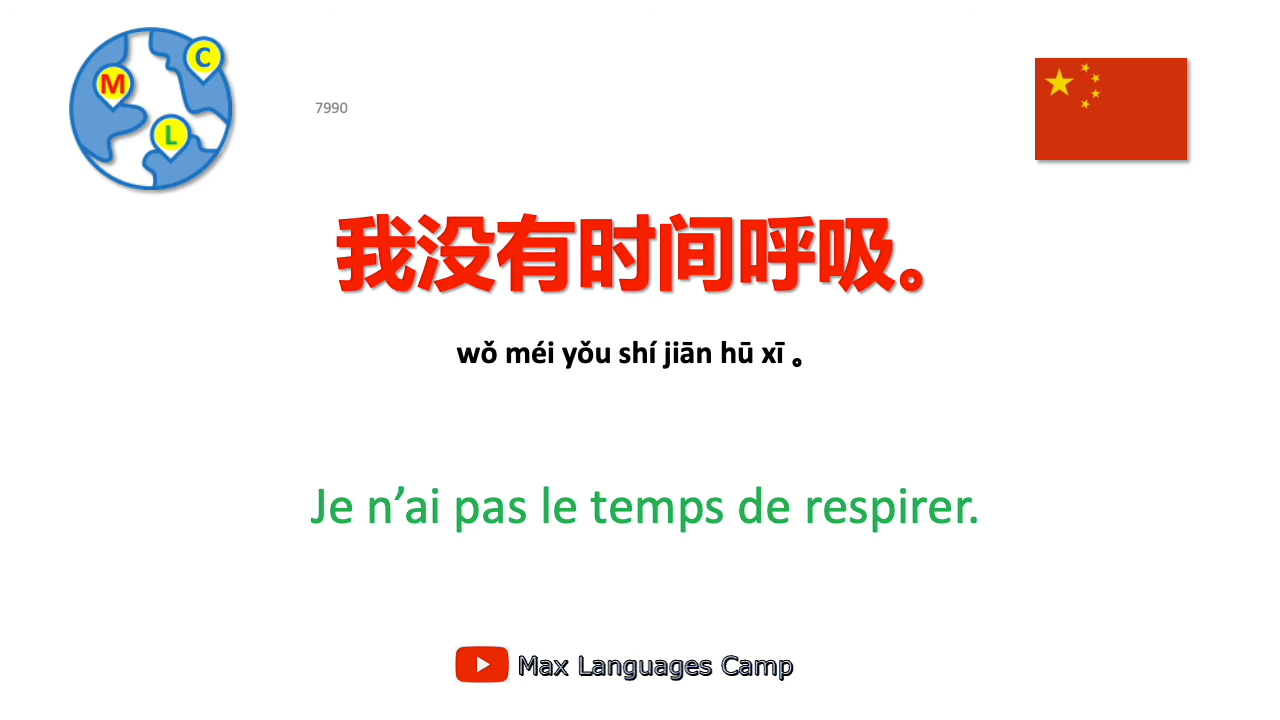 M
C
L
7990
我没有时间呼吸。
wǒ méi yǒu shí jiān hū xī 。
Je n’ai pas le temps de respirer.
Max Languages Camp